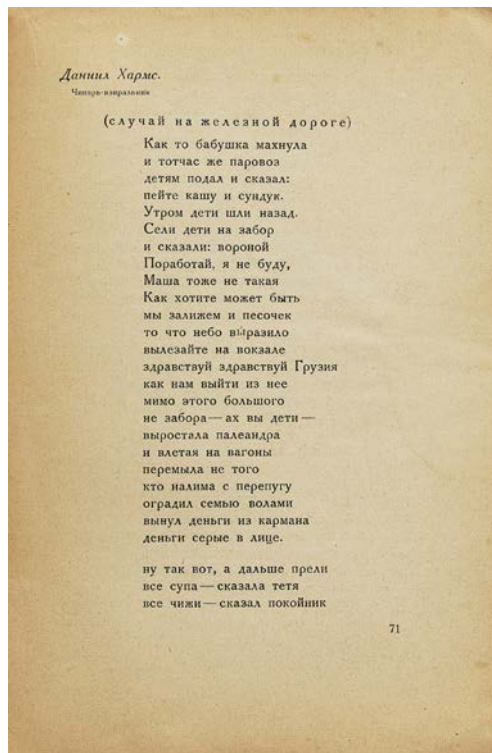 Даниил Хармс.
Чинарь-взиральник
(случай на железной дороге)
Как то бабушка махнула
и тотчас же паровоз
детям подал и сказал:
пейте кашу и сундук.
Утром дети шли назад.
Сели дети на забор
и сказали: вороной
Поработай, я не буду,
Маша тоже не такая
Как хотите может быть
мы залижем и песочек
то что небо выразило
вылезайте на вокзале
здравствуй здравствуй Грузия
как нам выйти из нее
мимо этого большого
не забора — ах вы дети —
выростала палеандра
и влетая на вагоны
перемыла не того
кто налима с перепугу
оградил семью волами
вынул деньги из кармана
деньги серые в лице.
ну так вот, а дальше прели
все супа — сказала тетя
все чижи — сказал покойник
71